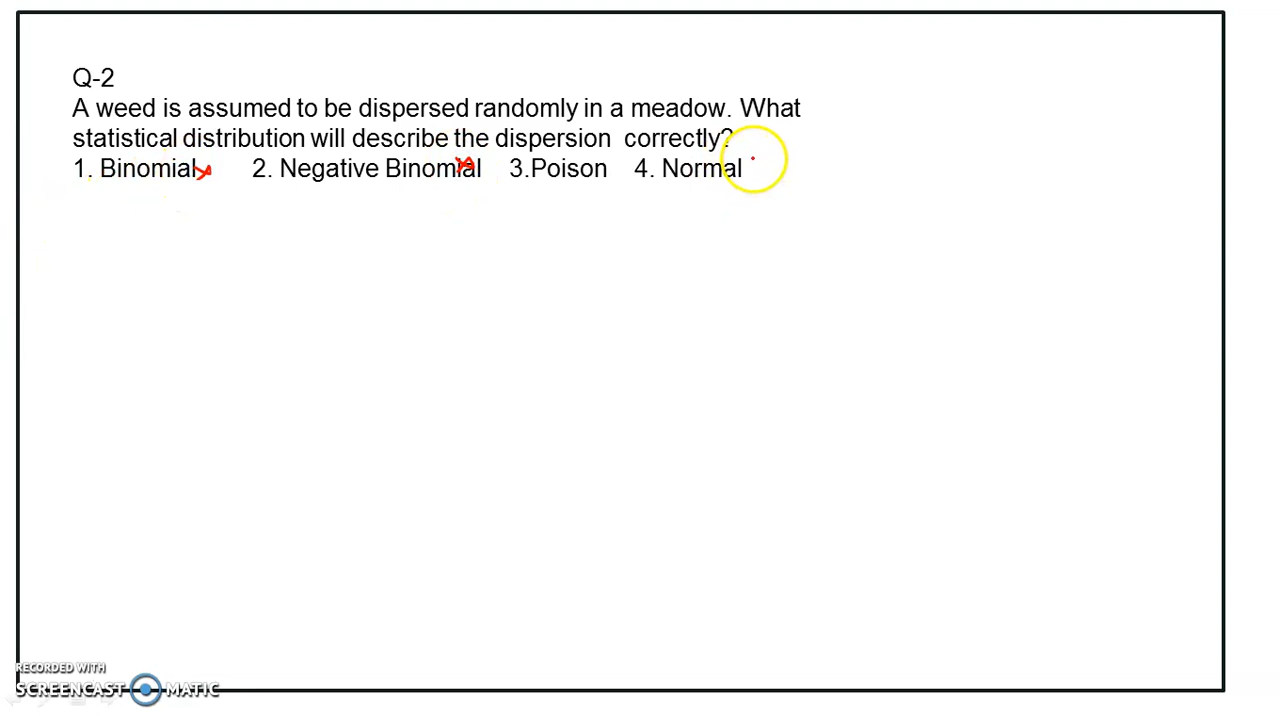 Q-2
A weed is assumed to be dispersed randomly in a meadow. What
statistical distribution will describe the dispersion correctly?
1. Binomial 2. Negative Binomial 3.Poison 4. Normal
RECORDED WITH
SCREENCAST MATIC